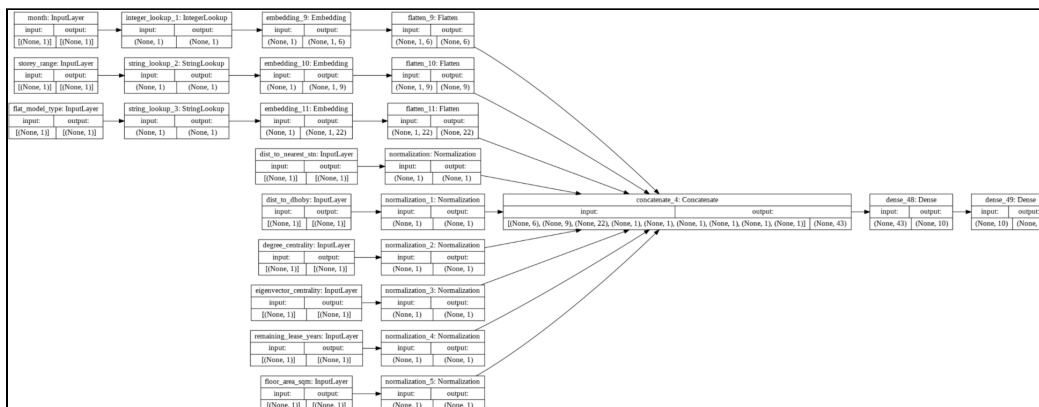 month: InputLayer integer_lookup_1: IntegerLookup embedding_9: Embedding flatten_9: Flatten
input: output: input: output: input: output: input: output:
[(None, 1)] [(None, 1)] (None, 1) (None, 1) (None, 1) (None, 1, 6) (None, 1, 6) (None, 6)
storey_range: InputLayer string_lookup_2: StringLookup embedding_10: Embedding flatten_10: Flatten
input: output: input: output: input: output: input: output:
[(None, 1)] [(None, 1)] (None, 1) (None, 1) (None, 1) (None, 1, 9) (None, 1, 9) (None, 9)
flat_model_type: InputLayer string_lookup_3: StringLookup embedding_11: Embedding flatten_11: Flatten
input: output: input: output: input: output: input: output:
[(None, 1)] [(None, 1)] (None, 1) (None, 1) (None, 1) (None, 1, 22) (None, 1, 22) (None, 22)
dist_to_nearest_stn: InputLayer normalization: Normalization
input: output: input: output:
[(None, 1)] [(None, 1)] (None, 1) (None, 1)
dist_to_dhoby: InputLayer normalization_1: Normalization concatenate_4: Concatenate dense_48: Dense dense_49: Dense
input: output: input: output: input: output: input: output: input: output:
[(None, 1)] [(None, 1)] (None, 1) (None, 1) [(None, 6), (None, 9), (None, 22), (None, 1), (None, 1), (None, 1), (None, 1), (None, 1), (None, 1)] (None, 43) (None, 43) (None, 10) (None, 10) (None,
degree_centrality: InputLayer normalization_2: Normalization
input: output: input: output:
[(None, 1)] [(None, 1)] (None, 1) (None, 1)
eigenvector_centrality: InputLayer normalization_3: Normalization
input: output: input: output:
[(None, 1)] [(None, 1)] (None, 1) (None, 1)
remaining_lease_years: InputLayer normalization_4: Normalization
input: output: input: output:
[(None, 1)] [(None, 1)] (None, 1) (None, 1)
floor_area_sqm: InputLayer normalization_5: Normalization
input: output: input: output:
[(None, 1)] [(None, 1)] (None, 1) (None, 1)